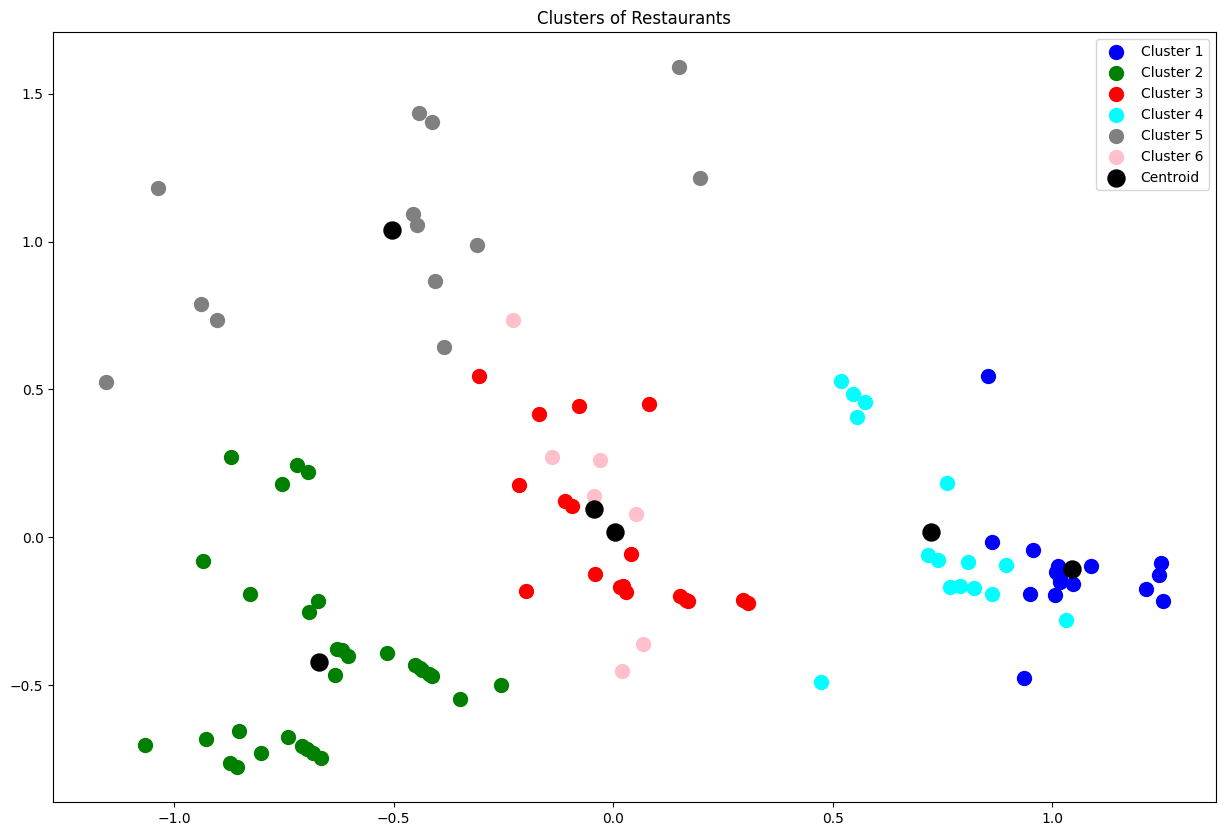 Clusters of Restaurants
Cluster 1
Cluster 2
Cluster 3
Cluster 4
Cluster 5
Cluster 6
Centroid
1.5
1.0
0.5
0.0
−0.5
−1.0 −0.5 0.0 0.5 1.0